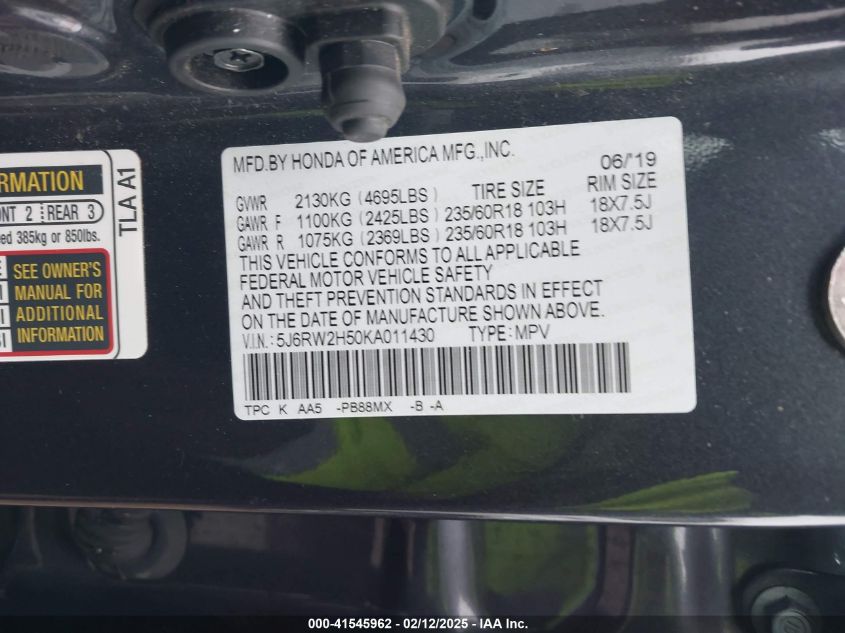 RMATION
ONT 2 REAR 3
ed 385kg or 850lbs.
SEE OWNER'S
MANUAL FOR
ADDITIONAL
INFORMATION
TLA A1
MFD.BY HONDA OF AMERICA MFG.,INC. 06/'19
GVWR 2130KG (4695LBS) TIRE SIZE RIM SIZE
GAWR F 1100KG (2425LBS) 235/60R18 103H 18X7.5J
GAWR R 1075KG (2369LBS) 235/60R18 103H 18X7.5J
THIS VEHICLE CONFORMS TO ALL APPLICABLE
FEDERAL MOTOR VEHICLE SAFETY
AND THEFT PREVENTION STANDARDS IN EFFECT
ON THE DATE OF MANUFACTURE SHOWN ABOVE.
V.I.N.: 5J6RW2H50KA011430 TYPE: MPV
TPC K AA5 -PB88MX -B -A
000-41545962 - 02/12/2025 - IAA Inc.